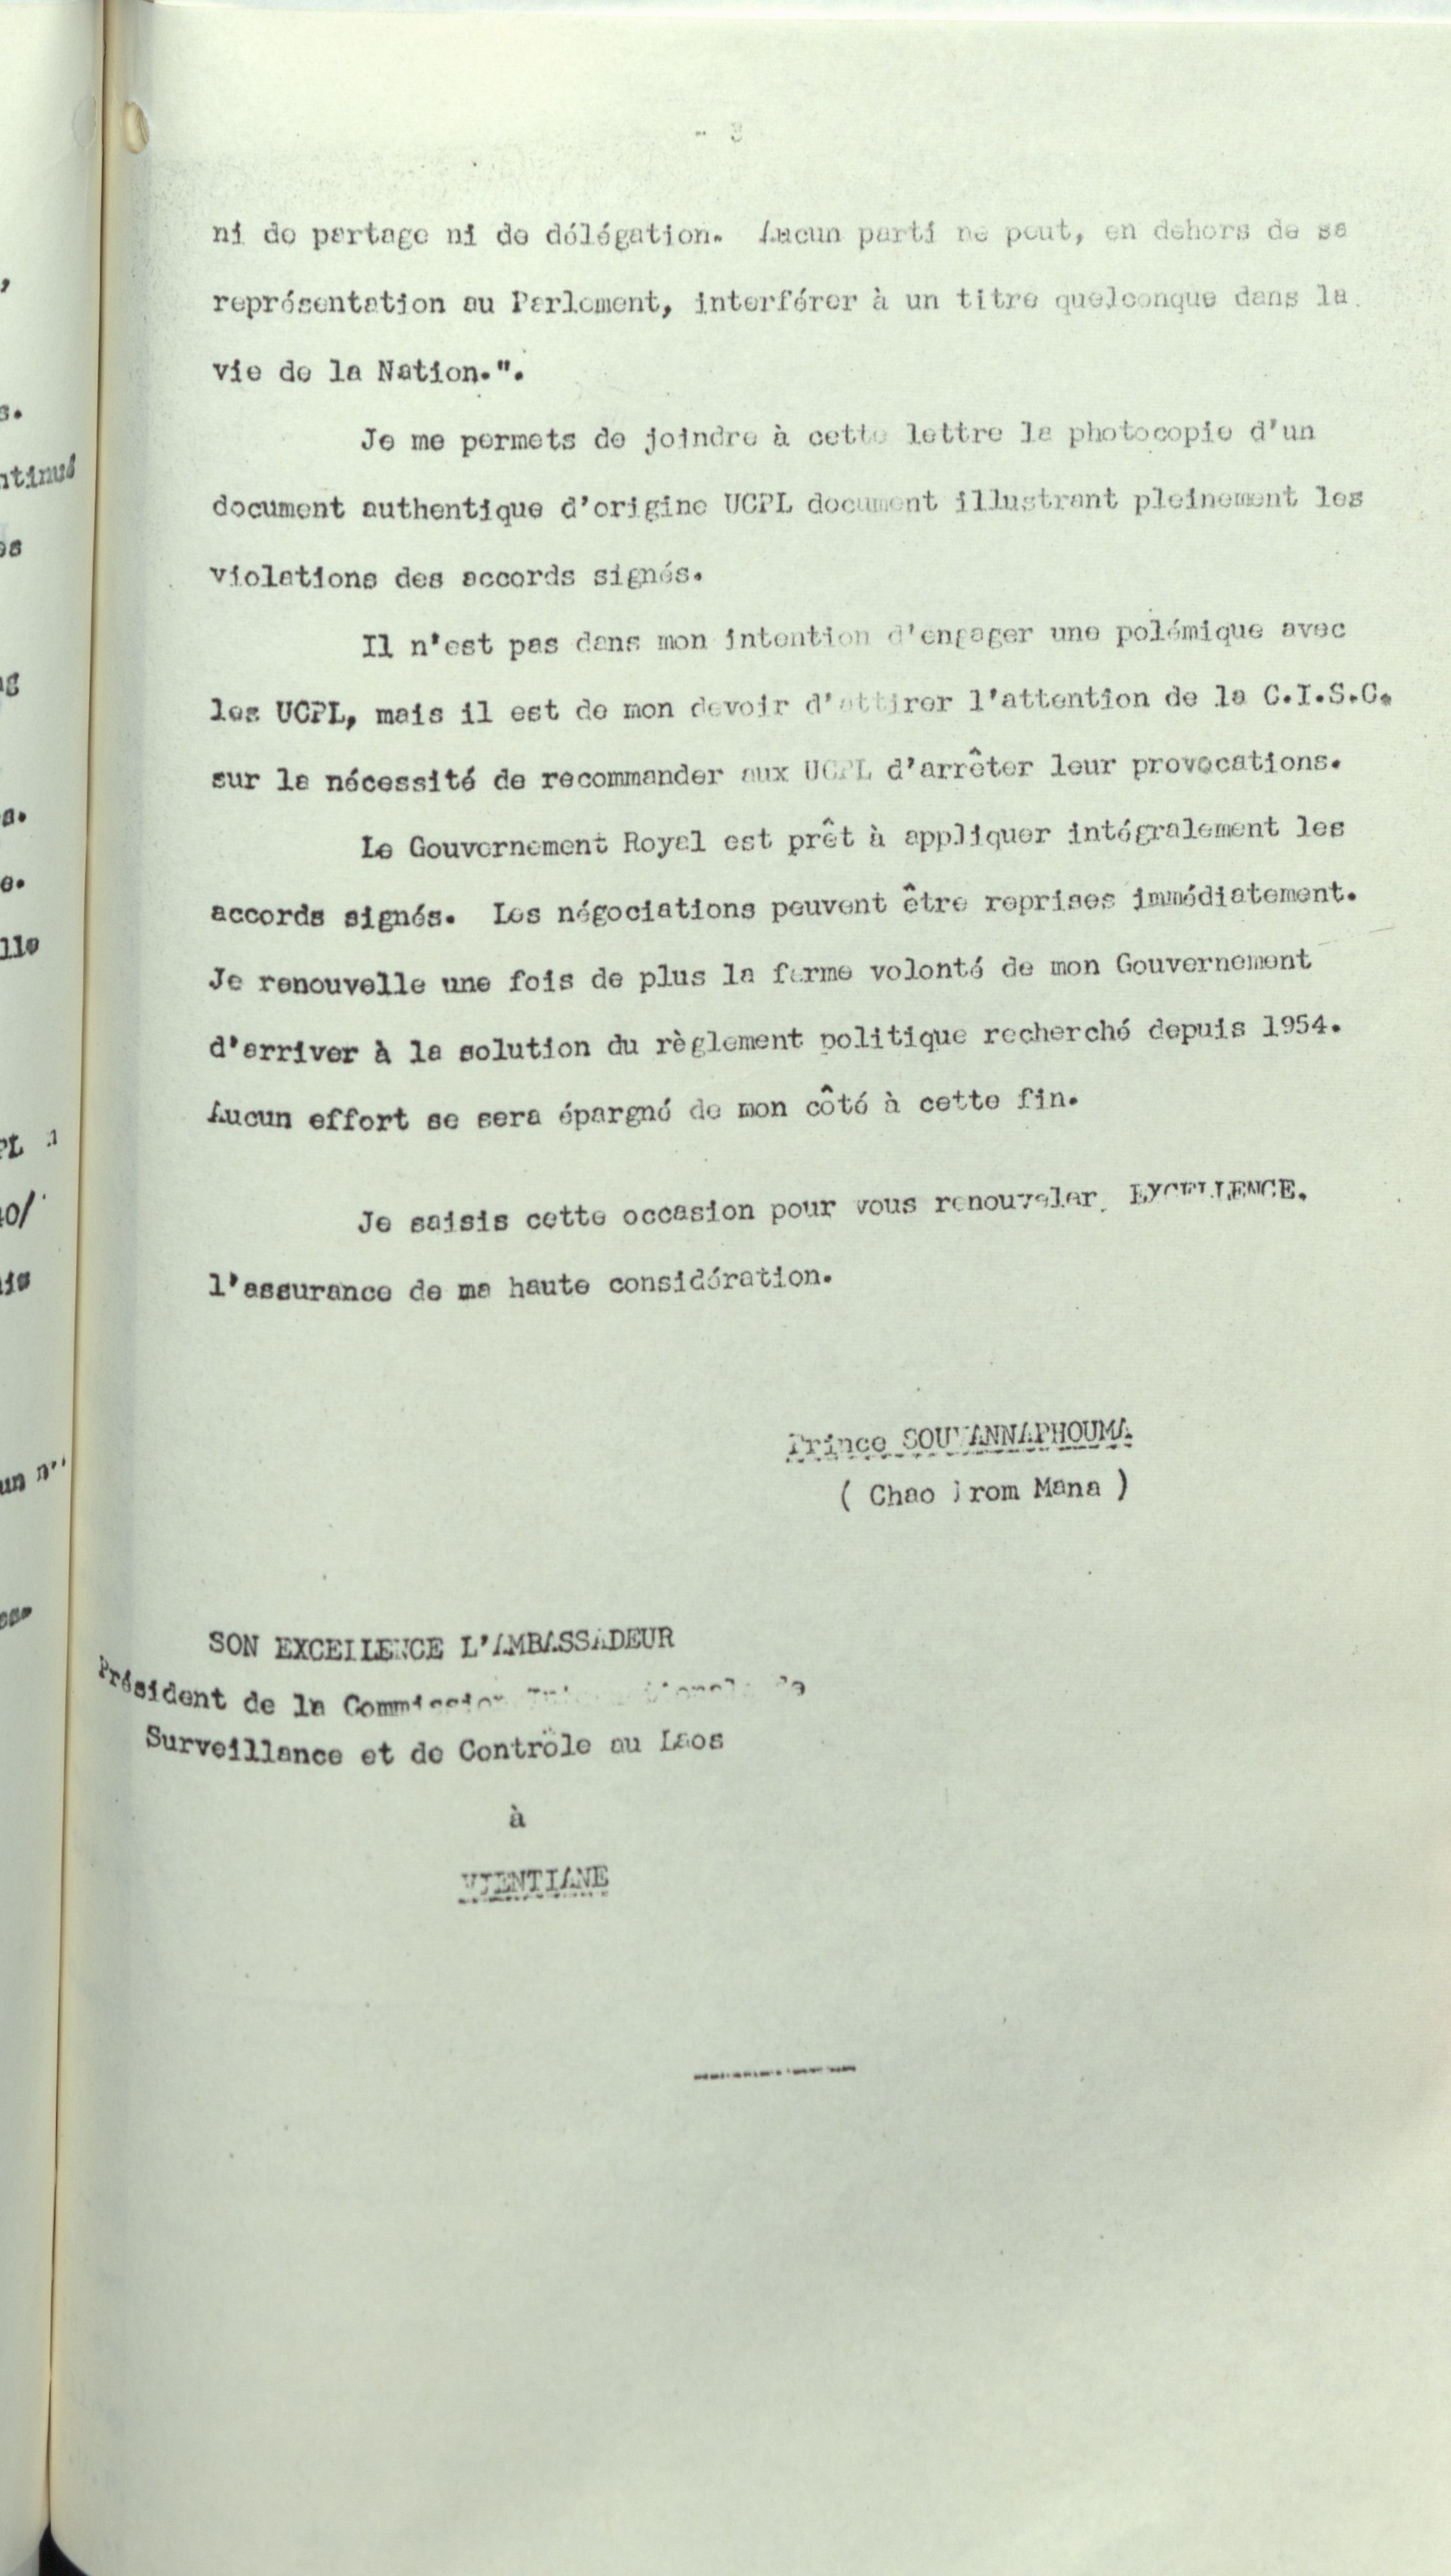 - 3
ni de partage ni de délégation. Aucun parti ne peut, en dehors de sa
représentation au Parlement, interférer à un titre quelconque dans la
vie de la Nation.".
Je me permets de joindre à cette lettre la photocopie d'un
document authentique d'origine UCPL document illustrant pleinement les
violations des accords signés.
Il n'est pas dans mon intention d'engager une polémique avec
les UCPL, mais il est de mon devoir d'attirer l'attention de la C.I.S.C.
sur la nécessité de recommander aux UCPL d'arrêter leur provocations.
Le Gouvernement Royal est prêt à appliquer intégralement les
accords signés. Les négociations peuvent être reprises immédiatement.
Je renouvelle une fois de plus la ferme volonté de mon Gouvernement
d'arriver à la solution du règlement politique recherché depuis 1954.
Aucun effort se sera épargné de mon côté à cette fin.
Je saisis cette occasion pour vous renouveler, EXCELLENCE,
l'assurance de ma haute considération.
Prince SOUVANNAPHOUMA
( Chao Krom Mana )
SON EXCELLENCE L'AMBASSADEUR
Président de la Commission Internationale de
Surveillance et de Contrôle au Laos
à
VIENTIANE